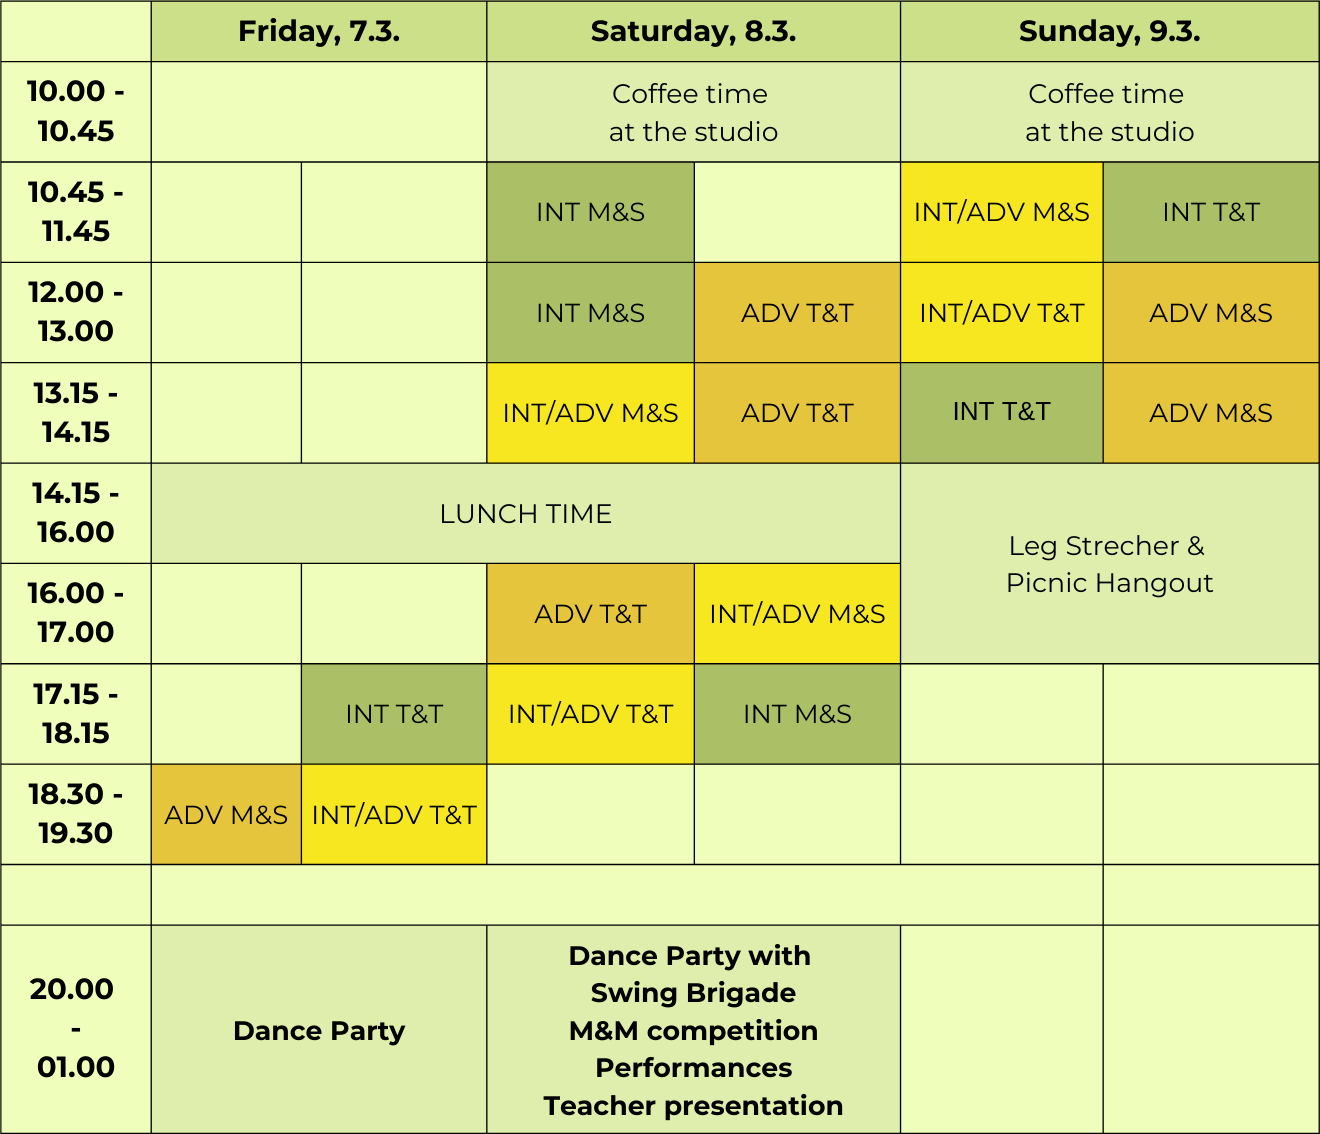 Friday, 7.3.
Saturday, 8.3.
Sunday, 9.3.
10.00 -
10.45
Coffee time
at the studio
Coffee time
at the studio
10.45 -
11.45
INT M&S
INT/ADV M&S
INT T&T
12.00 -
13.00
INT M&S
ADV T&T
INT/ADV T&T
ADV M&S
13.15 -
14.15
INT/ADV M&S
ADV T&T
INT T&T
ADV M&S
14.15 -
16.00
LUNCH TIME
Leg Strecher &
Picnic Hangout
16.00 -
17.00
ADV T&T
INT/ADV M&S
17.15 -
18.15
INT T&T
INT/ADV T&T
INT M&S
18.30 -
19.30
ADV M&S
INT/ADV T&T
20.00
-
01.00
Dance Party
Dance Party with
Swing Brigade
M&M competition
Performances
Teacher presentation